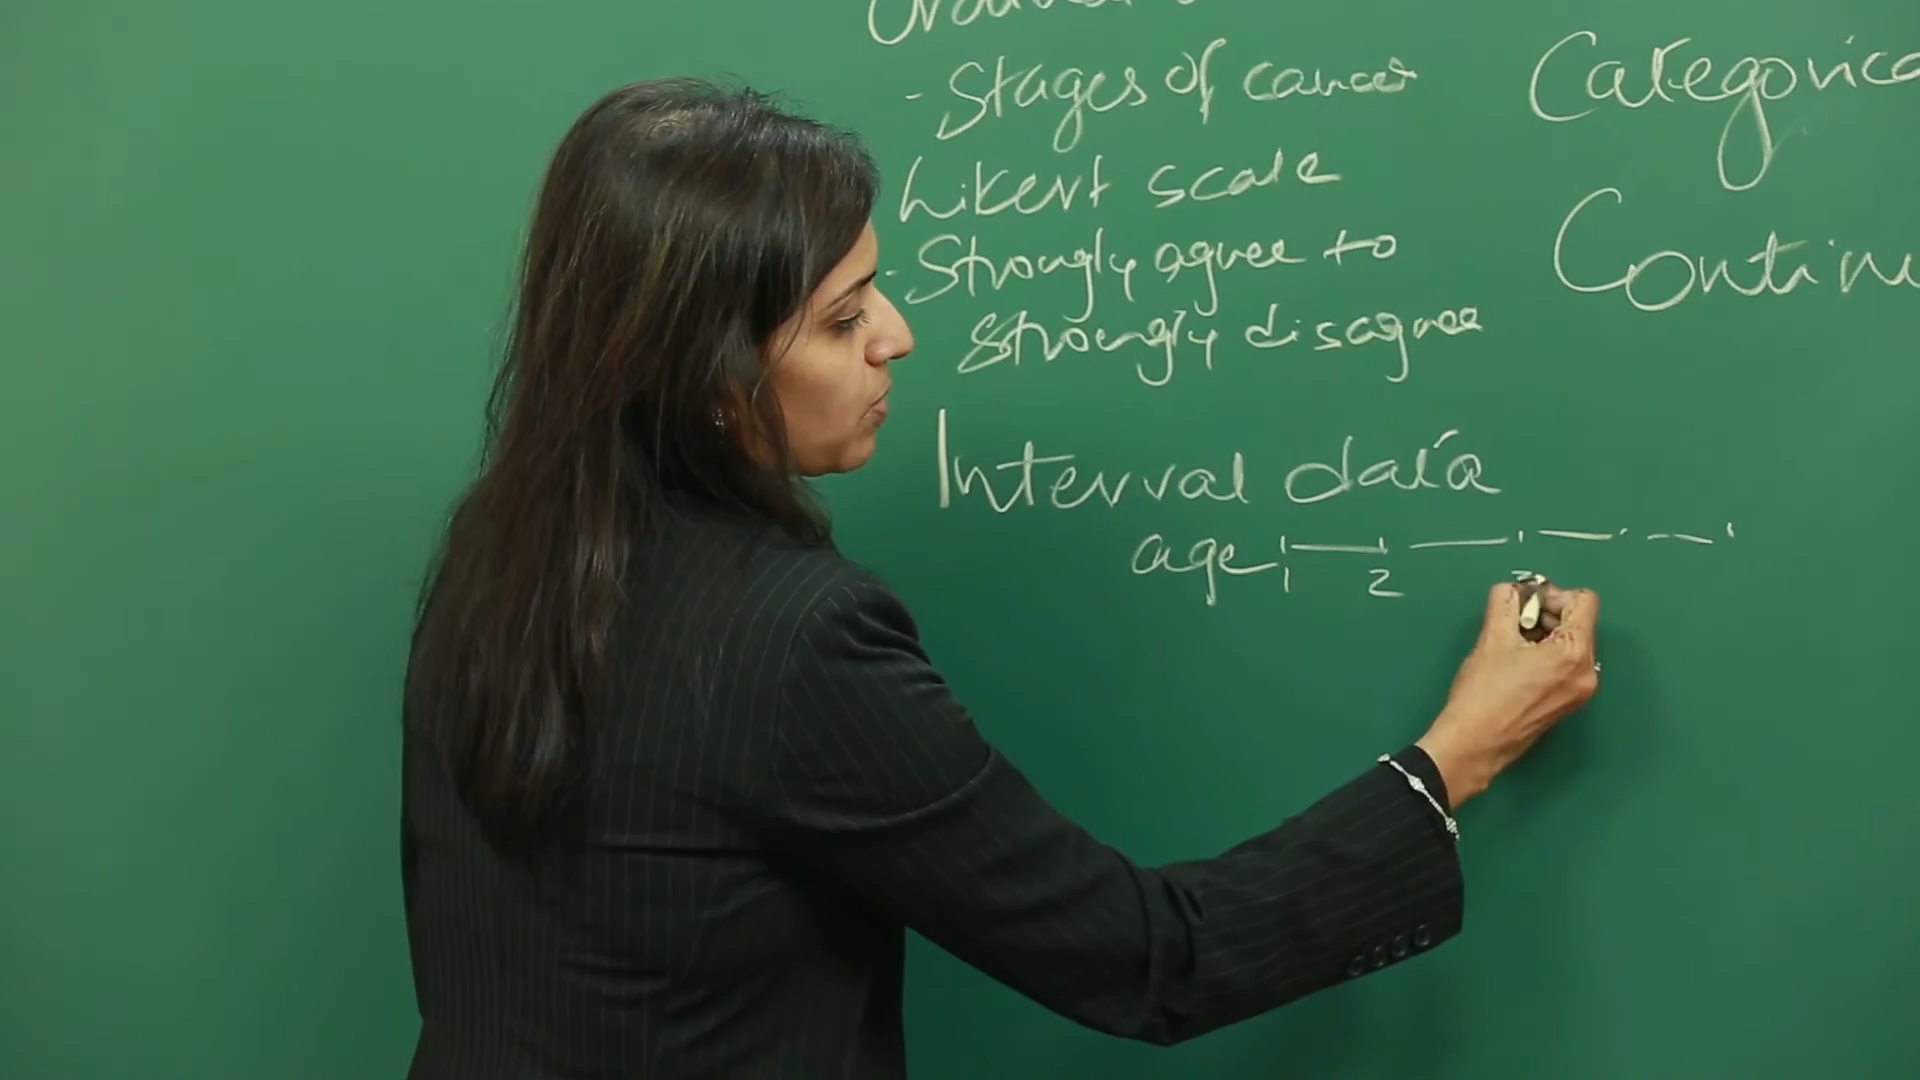 - Stages of cancer
Likert scale
- Strongly agree to
Strongly disagree
Interval data
age
1 2
Categorica
Continu